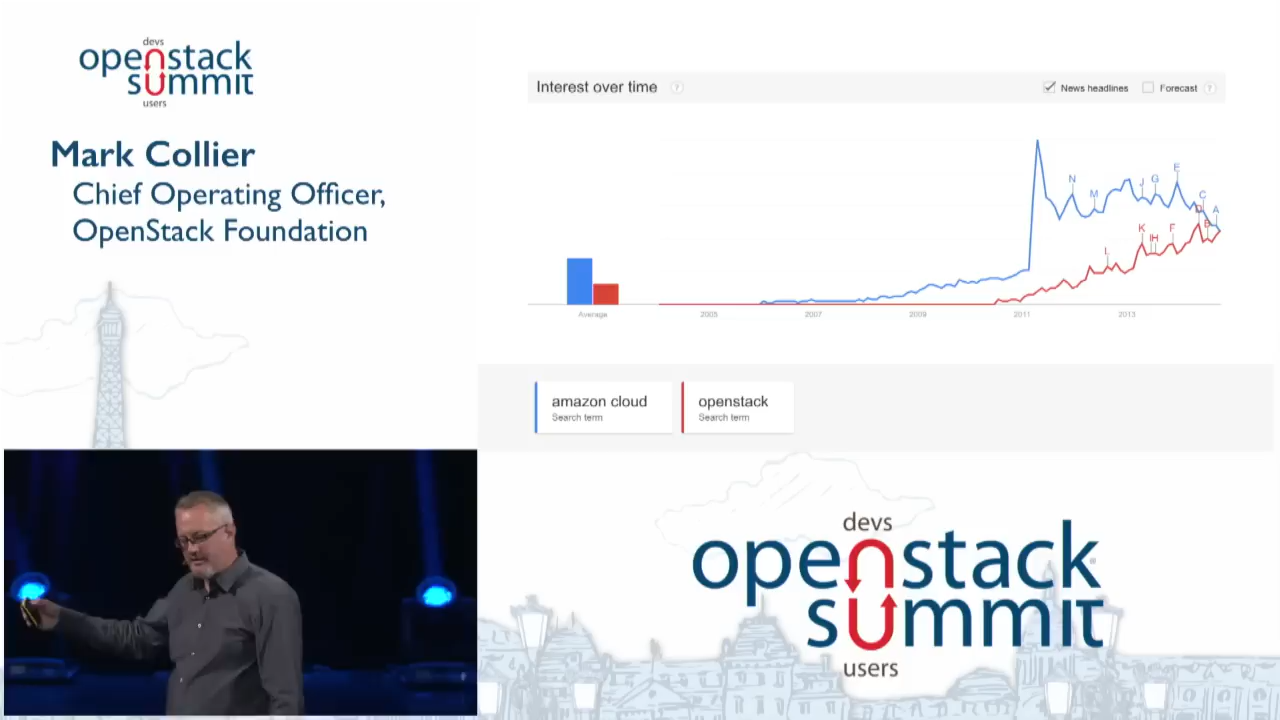 devs
openstack
summit
users
Mark Collier
Chief Operating Officer,
OpenStack Foundation
Interest over time ?
News headlines
Forecast ?
N
M
J
G
E
C
D
A
B
I
K
H
H
F
Average
2005
2007
2009
2011
2013
amazon cloud
Search term
openstack
Search term
devs
openstack
summit
users